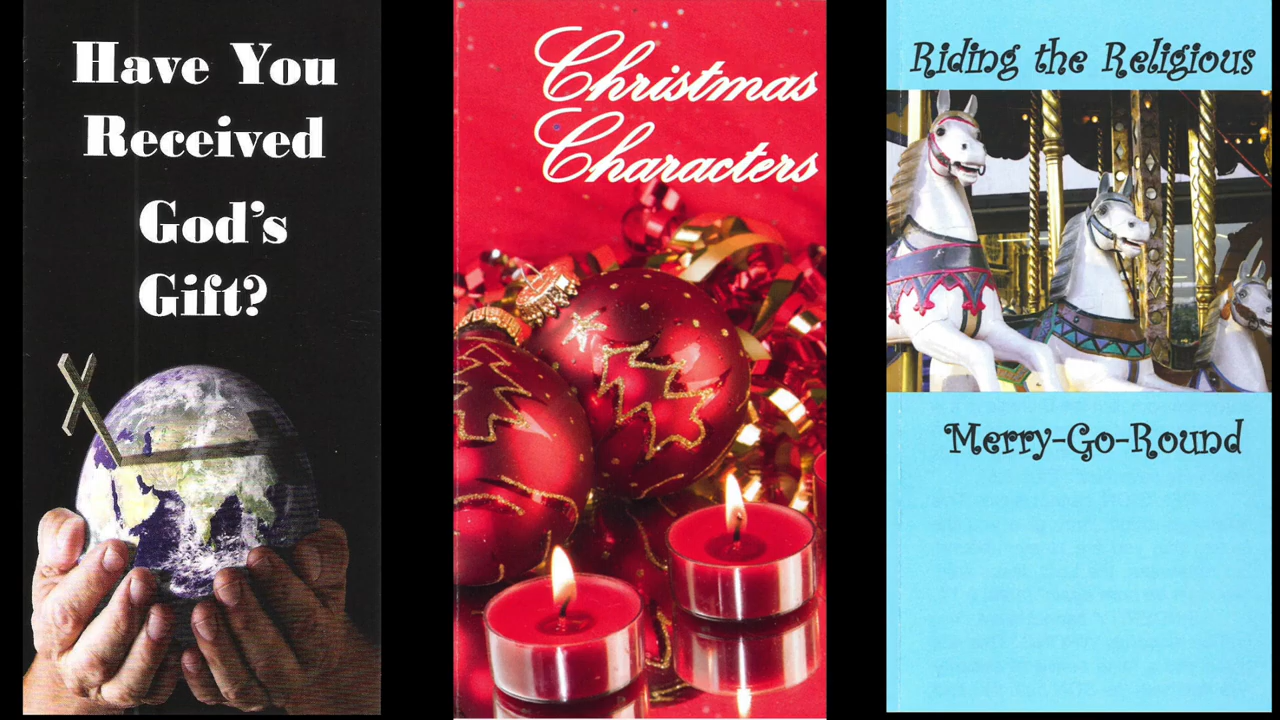 Have You
Received
God's
Gift?
Christmas
Characters
Riding the Religious
Merry-Go-Round